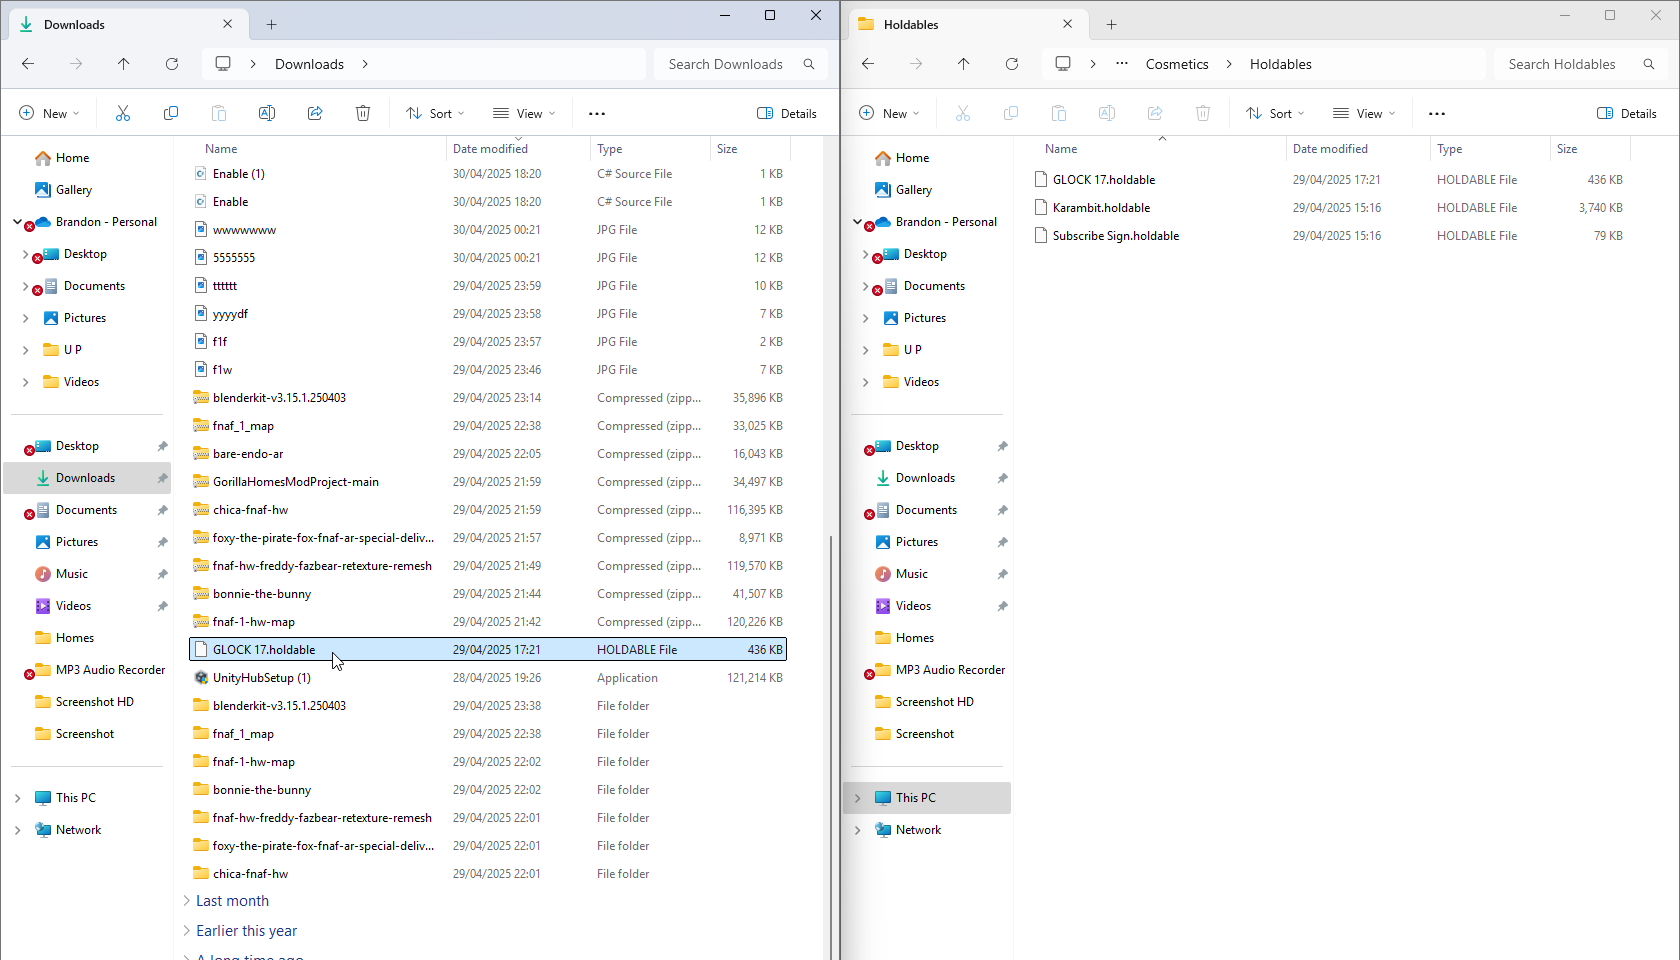 Downloads
Downloads
Search Downloads
New
Sort
View
Details
Home
Gallery
Brandon - Personal
Desktop
Documents
Pictures
U P
Videos
Desktop
Downloads
Documents
Pictures
Music
Videos
Homes
MP3 Audio Recorder
Screenshot HD
Screenshot
This PC
Network
Name Date modified Type Size
Enable (1) 30/04/2025 18:20 C# Source File 1 KB
Enable 30/04/2025 18:20 C# Source File 1 KB
wwwwwww 30/04/2025 00:21 JPG File 12 KB
5555555 30/04/2025 00:21 JPG File 12 KB
tttttt 29/04/2025 23:59 JPG File 10 KB
yyyydf 29/04/2025 23:58 JPG File 7 KB
f1f 29/04/2025 23:57 JPG File 2 KB
f1w 29/04/2025 23:46 JPG File 7 KB
blenderkit-v3.15.1.250403 29/04/2025 23:14 Compressed (zipp... 35,896 KB
fnaf_1_map 29/04/2025 22:38 Compressed (zipp... 33,025 KB
bare-endo-ar 29/04/2025 22:05 Compressed (zipp... 16,043 KB
GorillaHomesModProject-main 29/04/2025 21:59 Compressed (zipp... 34,497 KB
chica-fnaf-hw 29/04/2025 21:59 Compressed (zipp... 116,395 KB
foxy-the-pirate-fox-fnaf-ar-special-deliv... 29/04/2025 21:57 Compressed (zipp... 8,971 KB
fnaf-hw-freddy-fazbear-retexture-remesh 29/04/2025 21:49 Compressed (zipp... 119,570 KB
bonnie-the-bunny 29/04/2025 21:44 Compressed (zipp... 41,507 KB
fnaf-1-hw-map 29/04/2025 21:42 Compressed (zipp... 120,226 KB
GLOCK 17.holdable 29/04/2025 17:21 HOLDABLE File 436 KB
UnityHubSetup (1) 28/04/2025 19:26 Application 121,214 KB
blenderkit-v3.15.1.250403 29/04/2025 23:38 File folder
fnaf_1_map 29/04/2025 22:38 File folder
fnaf-1-hw-map 29/04/2025 22:02 File folder
bonnie-the-bunny 29/04/2025 22:02 File folder
fnaf-hw-freddy-fazbear-retexture-remesh 29/04/2025 22:01 File folder
foxy-the-pirate-fox-fnaf-ar-special-deliv... 29/04/2025 22:01 File folder
chica-fnaf-hw 29/04/2025 22:01 File folder
Last month
Earlier this year
A long time ago
Holdables
Cosmetics Holdables
Search Holdables
New
Sort
View
Details
Home
Gallery
Brandon - Personal
Desktop
Documents
Pictures
U P
Videos
Desktop
Downloads
Documents
Pictures
Music
Videos
Homes
MP3 Audio Recorder
Screenshot HD
Screenshot
This PC
Network
Name Date modified Type Size
GLOCK 17.holdable 29/04/2025 17:21 HOLDABLE File 436 KB
Karambit.holdable 29/04/2025 15:16 HOLDABLE File 3,740 KB
Subscribe Sign.holdable 29/04/2025 15:16 HOLDABLE File 79 KB